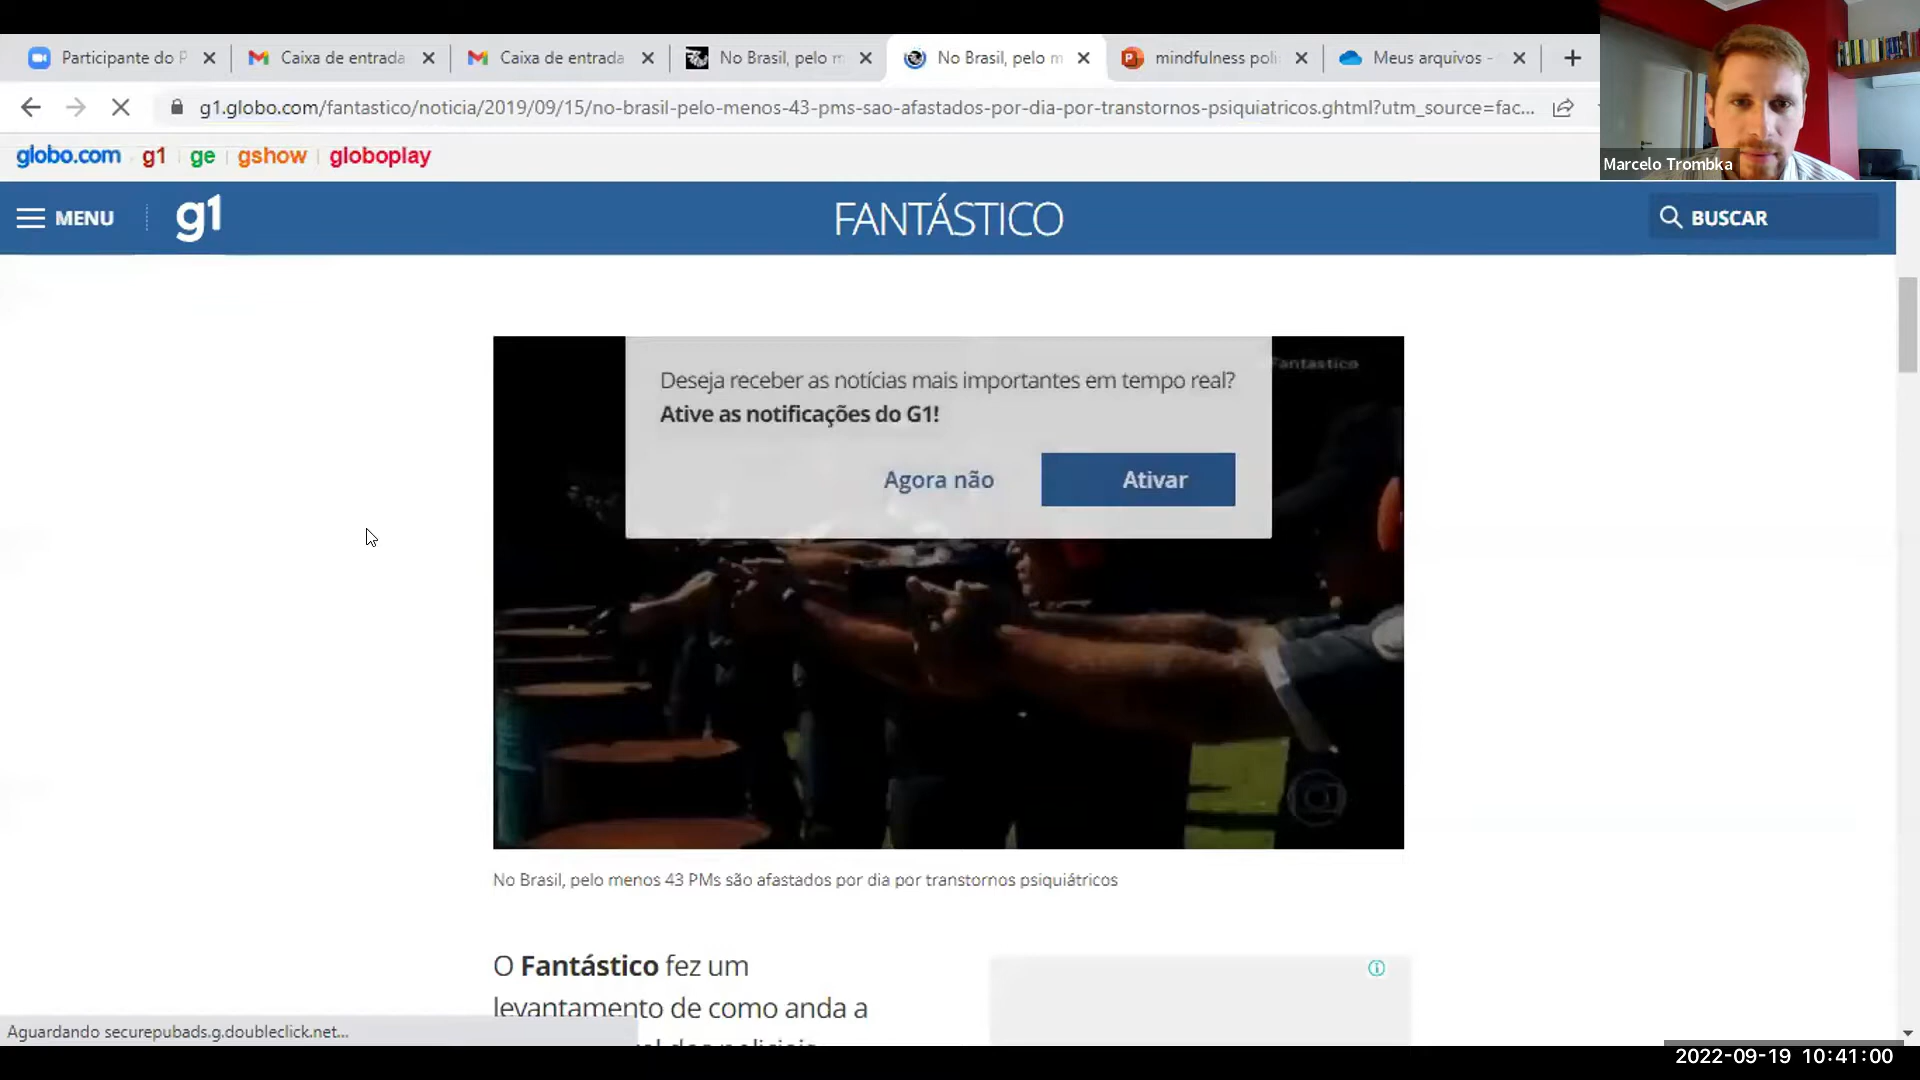 Participante do P
Caixa de entrada
Caixa de entrada
No Brasil, pelo m
No Brasil, pelo m
mindfulness poli
Meus arquivos -
g1.globo.com/fantastico/noticia/2019/09/15/no-brasil-pelo-menos-43-pms-sao-afastados-por-dia-por-transtornos-psiquiatricos.ghtml?utm_source=fac...
Marcelo Trombka
globo.com g1 ge gshow globoplay
MENU g1 FANTÁSTICO BUSCAR
Fantastico
Deseja receber as notícias mais importantes em tempo real?
Ative as notificações do G1!
Agora não Ativar
No Brasil, pelo menos 43 PMs são afastados por dia por transtornos psiquiátricos
O Fantástico fez um
levantamento de como anda a
Aguardando securepubads.g.doubleclick.net...
2022-09-19 10:41:00